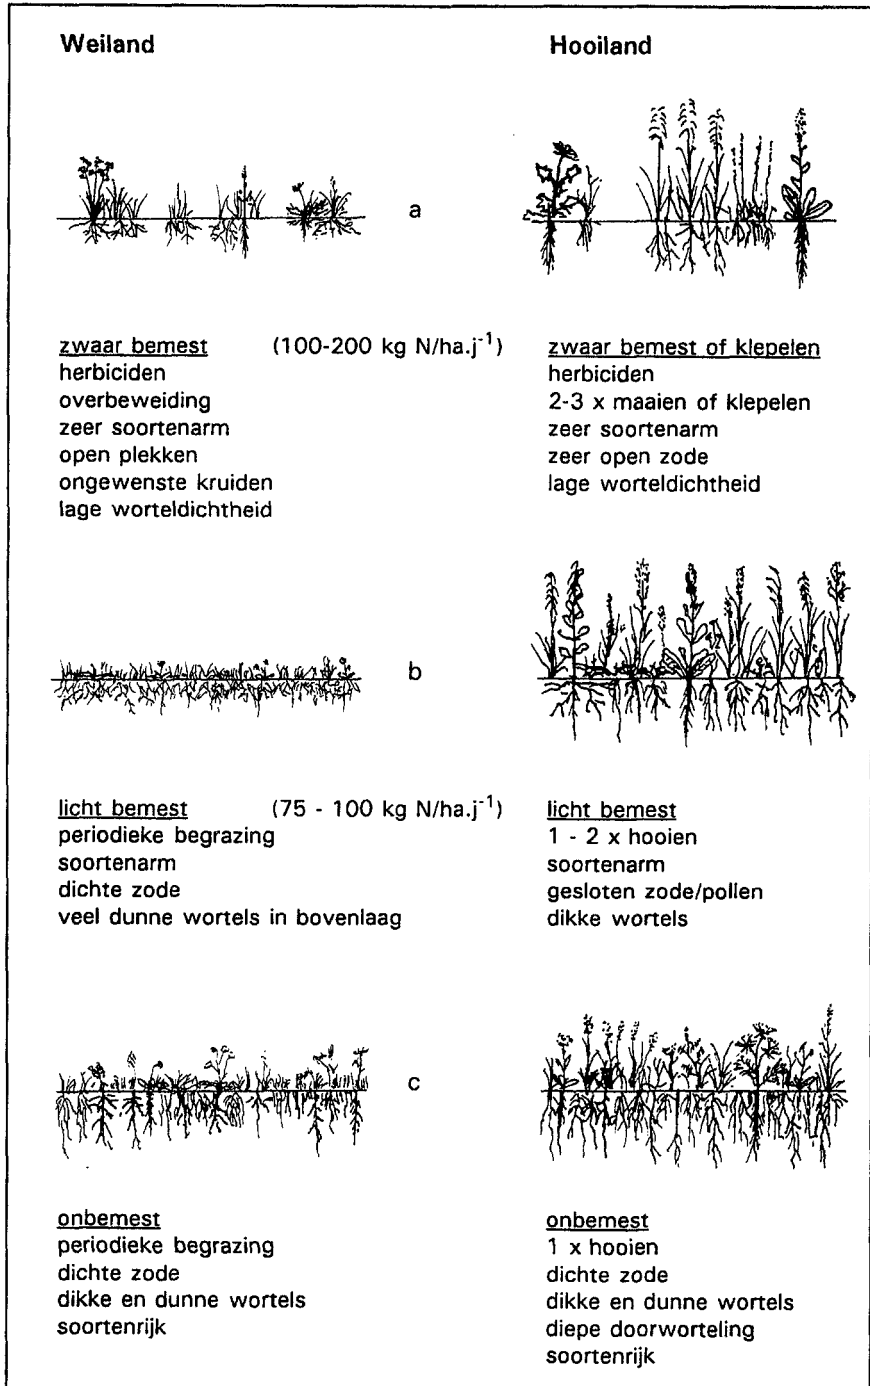 Weiland
Hooiland
a
zwaar bemest (100-200 kg N/ha.j⁻¹)
herbiciden
overbeweiding
zeer soortenarm
open plekken
ongewenste kruiden
lage worteldichtheid
zwaar bemest of klepelen
herbiciden
2-3 x maaien of klepelen
zeer soortenarm
zeer open zode
lage worteldichtheid
b
licht bemest (75 - 100 kg N/ha.j⁻¹)
periodieke begrazing
soortenarm
dichte zode
veel dunne wortels in bovenlaag
licht bemest
1 - 2 x hooien
soortenarm
gesloten zode/pollen
dikke wortels
c
onbemest
periodieke begrazing
dichte zode
dikke en dunne wortels
soortenrijk
onbemest
1 x hooien
dichte zode
dikke en dunne wortels
diepe doorworteling
soortenrijk